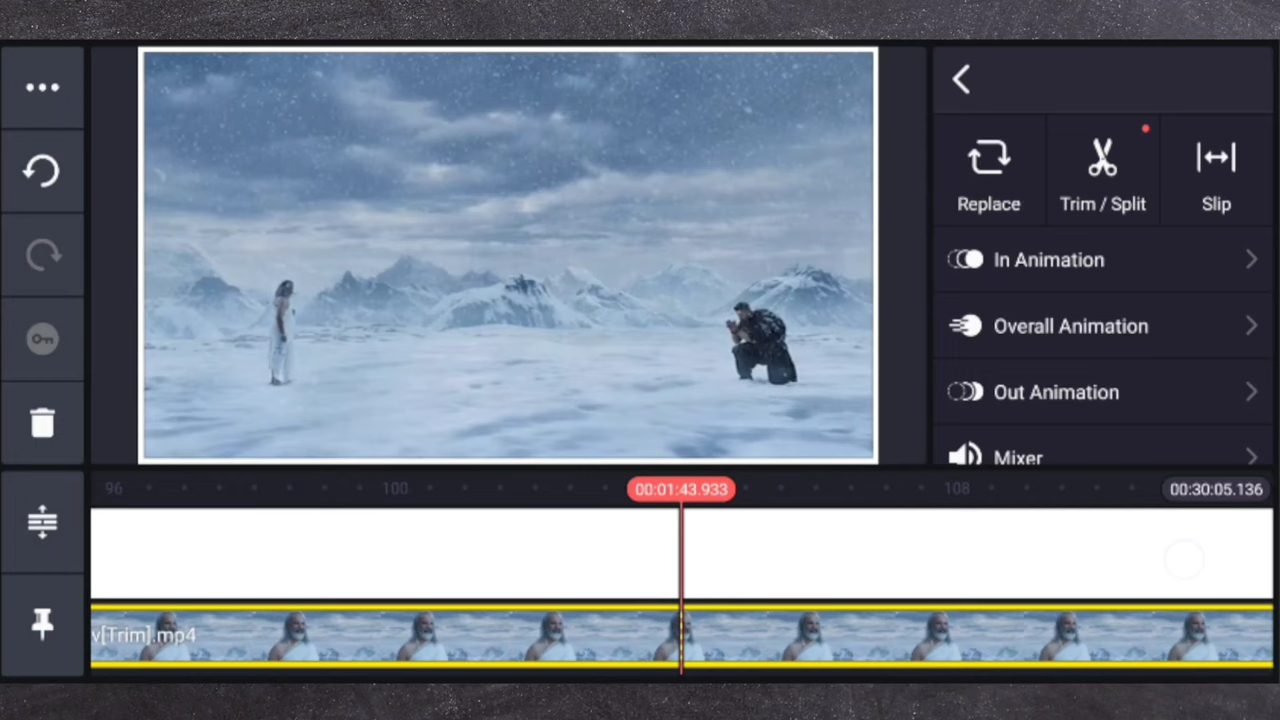 Replace
Trim / Split
Slip
In Animation
Overall Animation
Out Animation
Mixer
96
100
00:01:43.933
108
00:30:05.136
v[Trim].mp4